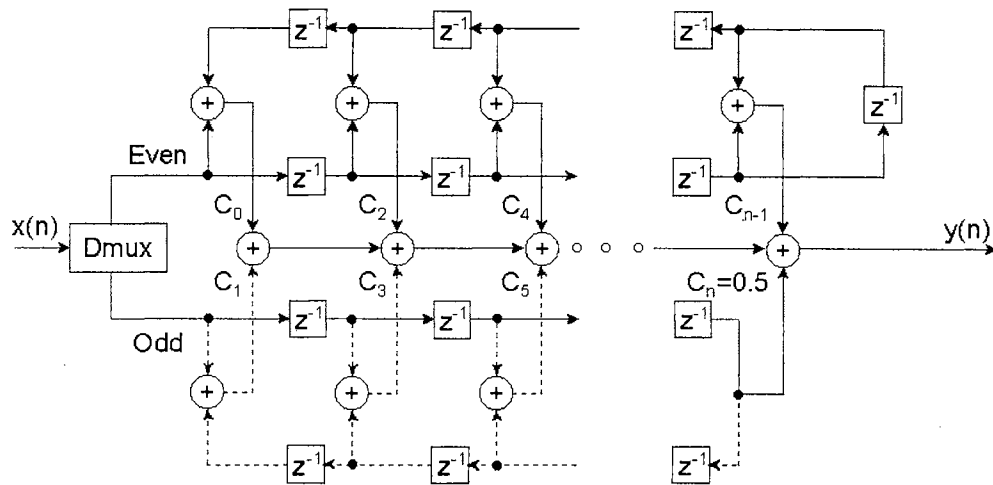 z⁻¹ z⁻¹ z⁻¹
+ + + + z⁻¹
Even z⁻¹ z⁻¹ z⁻¹
C₀ C₂ C₄ Cₙ₋₁
x(n) Dmux + + + + y(n)
C₁ C₃ C₅ Cₙ=0.5
Odd z⁻¹ z⁻¹ z⁻¹
+ + +
z⁻¹ z⁻¹ z⁻¹